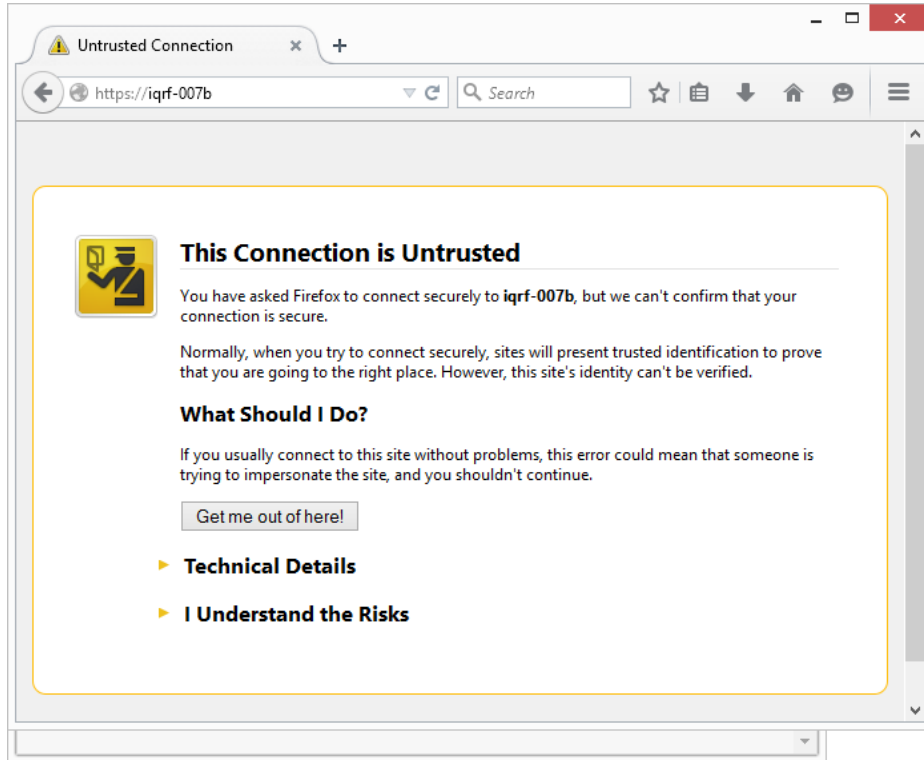 Untrusted Connection
https://iqrf-007b
Search
This Connection is Untrusted
You have asked Firefox to connect securely to iqrf-007b, but we can't confirm that your
connection is secure.
Normally, when you try to connect securely, sites will present trusted identification to prove
that you are going to the right place. However, this site's identity can't be verified.
What Should I Do?
If you usually connect to this site without problems, this error could mean that someone is
trying to impersonate the site, and you shouldn't continue.
Get me out of here!
Technical Details
I Understand the Risks